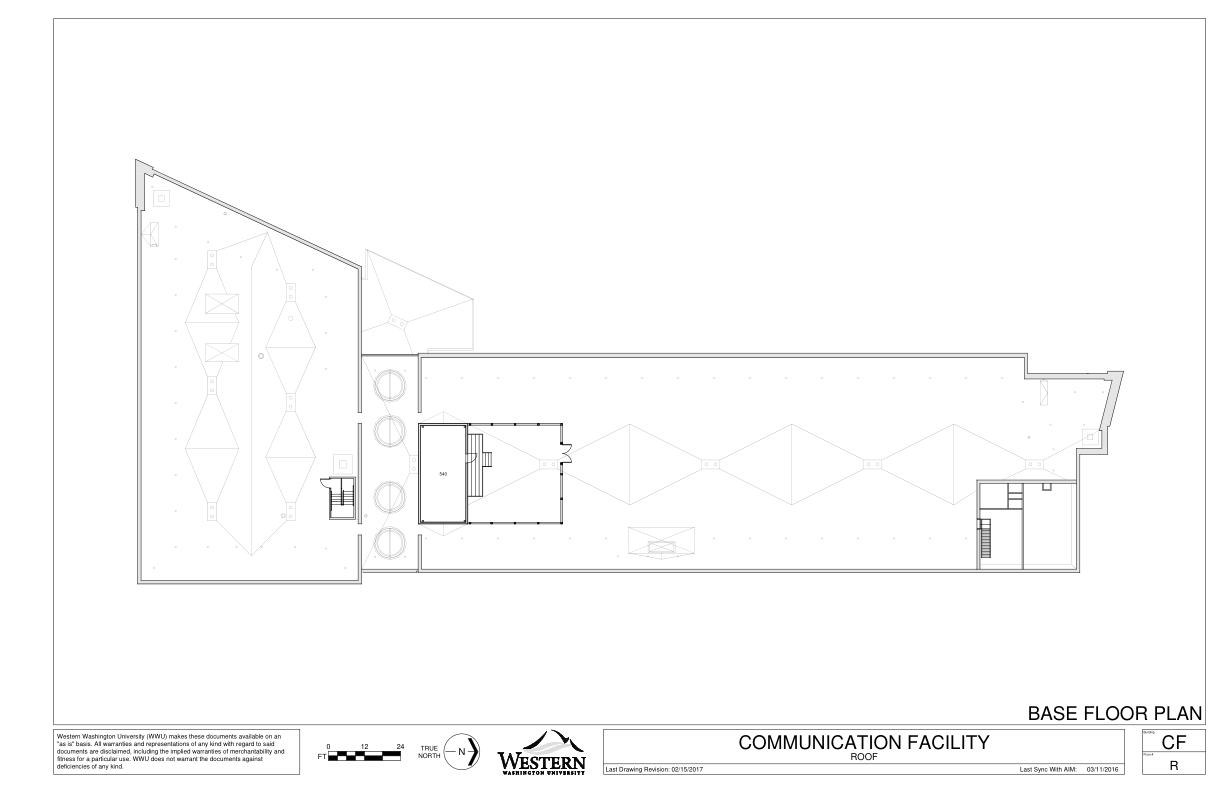 540
BASE FLOOR PLAN
Western Washington University (WWU) makes these documents available on an
"as is" basis. All warranties and representations of any kind with regard to said
documents are disclaimed, including the implied warranties of merchantability and
fitness for a particular use. WWU does not warrant the documents against
deficiencies of any kind.
0 12 24
FT
TRUE
NORTH
N
WESTERN
WASHINGTON UNIVERSITY
COMMUNICATION FACILITY
ROOF
Last Drawing Revision: 02/15/2017
Last Sync With AIM: 03/11/2016
Building
CF
R